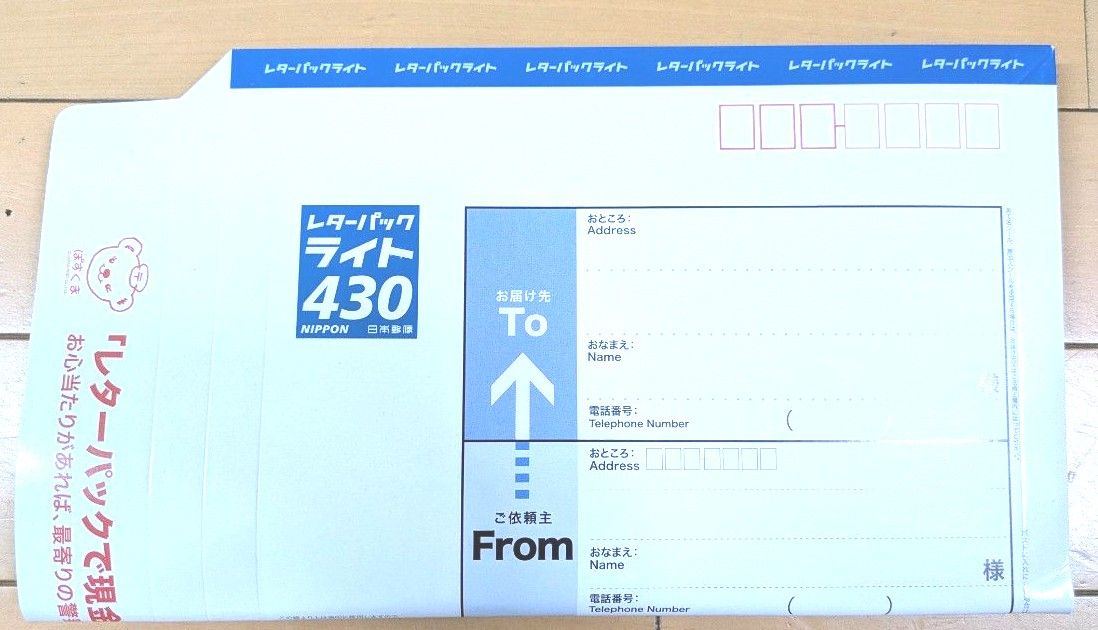 レターパックライト レターパックライト レターパックライト レターパックライト レターパックライト レターパックライト
レターパック
ライト
430
NIPPON 日本郵便
お届け先
To
おところ:
Address
おなまえ:
Name
電話番号:
Telephone Number (
ご依頼主
From
おところ:
Address
おなまえ:
Name
様
電話番号:
Telephone Number ( )
ぽすくま
「レターパックで現金
お心当たりがあれば、最寄りの警